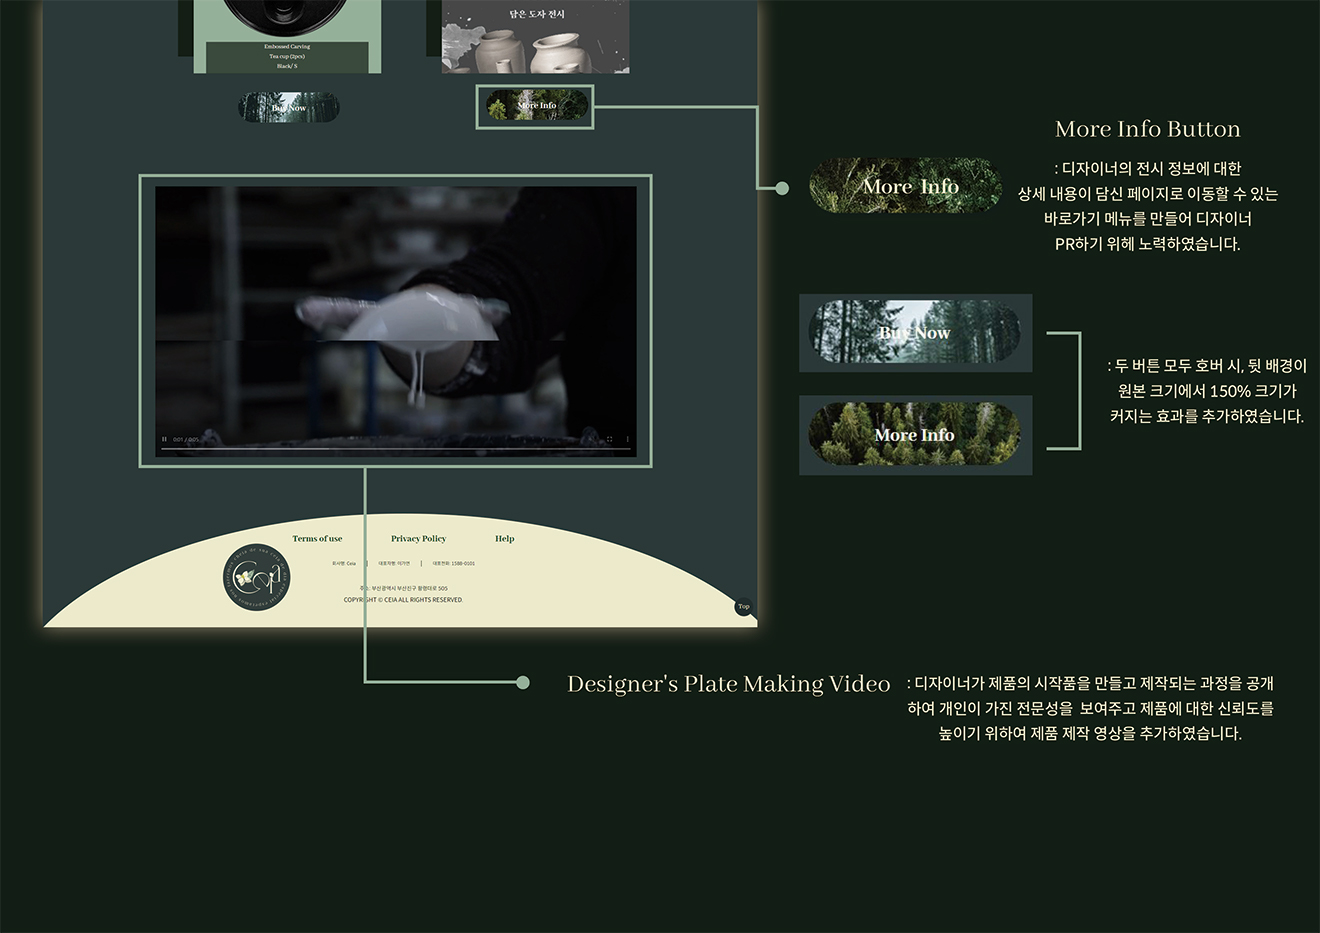 담은 도자 전시
Embossed Carving
Tea cup (2pcs)
Black/ S
Buy Now
More Info
More Info Button
More Info
: 디자이너의 전시 정보에 대한
상세 내용이 담신 페이지로 이동할 수 있는
바로가기 메뉴를 만들어 디자이너
PR하기 위헤 노력하였습니다.
Buy Now
More Info
: 두 버튼 모두 호버 시, 뒷 배경이
원본 크기에서 150% 크기가
커지는 효과를 추가하였습니다.
0:01 / 0:05
Terms of use
Privacy Policy
Help
회사명: Ceia
대표자명: 이가연
대표전화: 1588-0101
Ceia
주소: 부산광역시 부산진구 황령대로 505
COPYRIGHT © CEIA ALL RIGHTS RESERVED.
Top
Designer's Plate Making Video
: 디자이너가 제품의 시작품을 만들고 제작되는 과정을 공개
하여 개인이 가진 전문성을 보여주고 제품에 대한 신뢰도를
높이기 위하여 제품 제작 영상을 추가하였습니다.